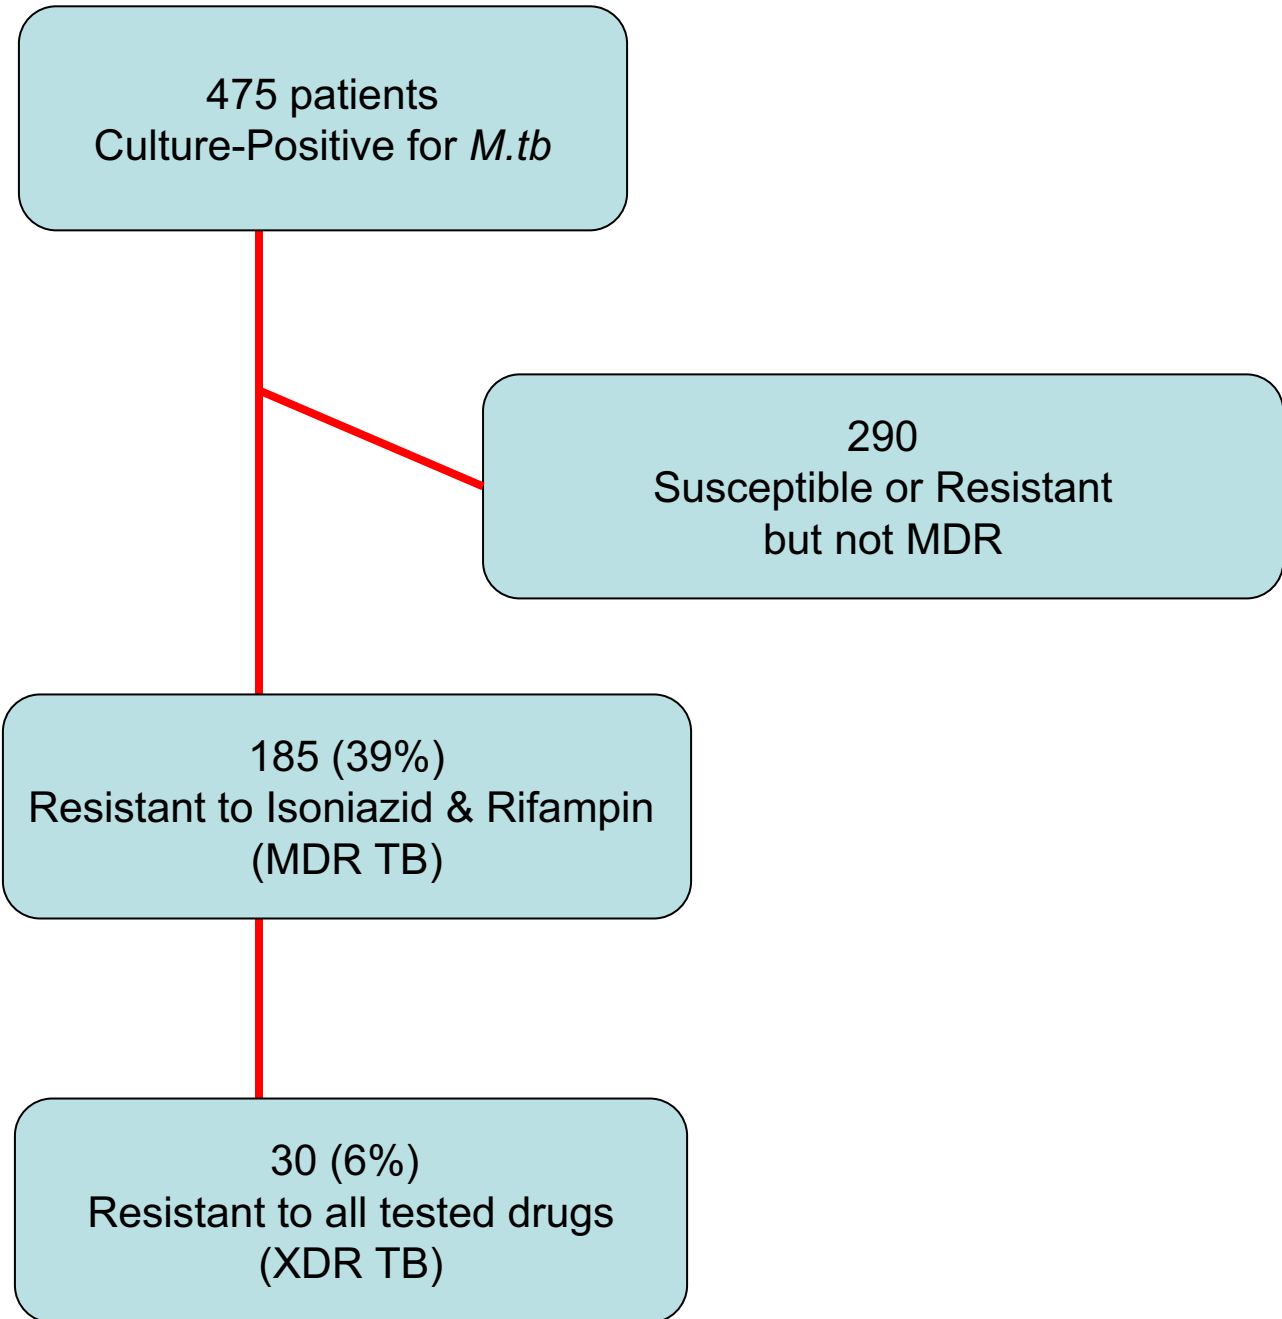 475 patients
Culture-Positive for M.tb
290
Susceptible or Resistant
but not MDR
185 (39%)
Resistant to Isoniazid & Rifampin
(MDR TB)
30 (6%)
Resistant to all tested drugs
(XDR TB)